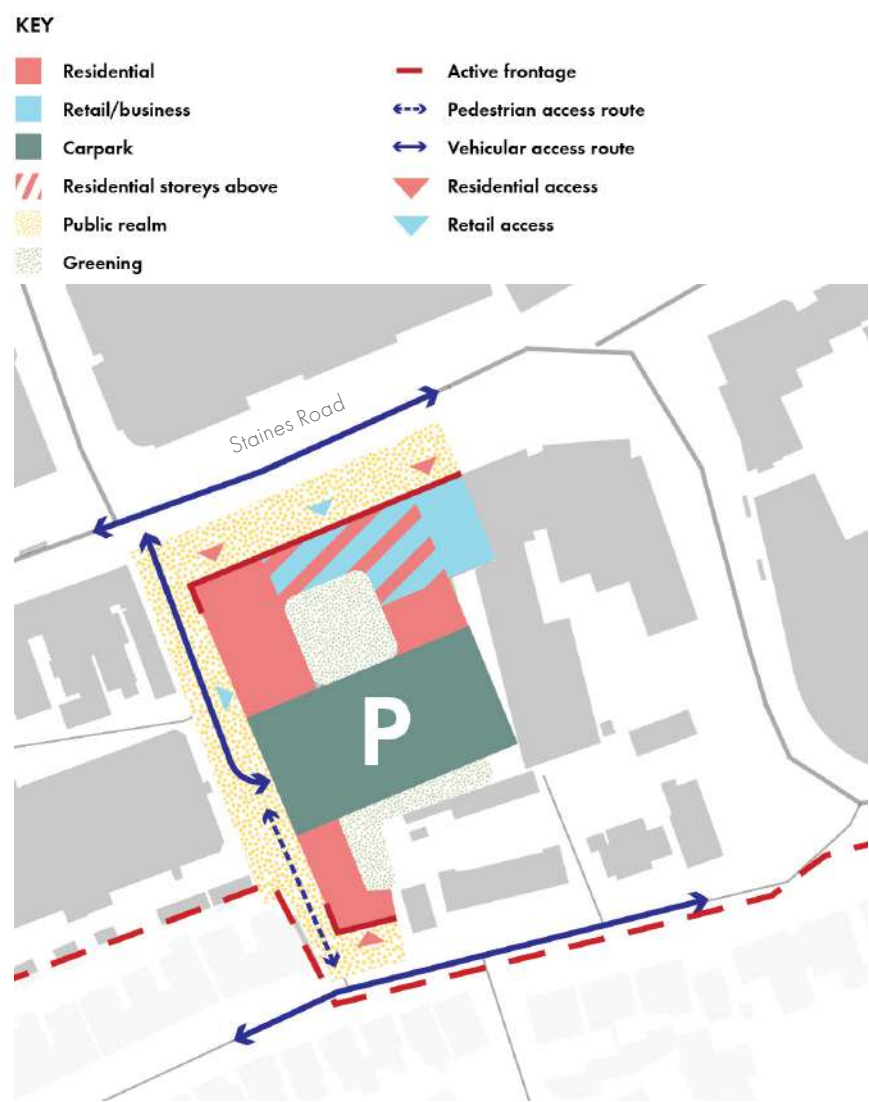 KEY
Residential
Retail/business
Carpark
Residential storeys above
Public realm
Greening
Active frontage
Pedestrian access route
Vehicular access route
Residential access
Retail access
Staines Road
P